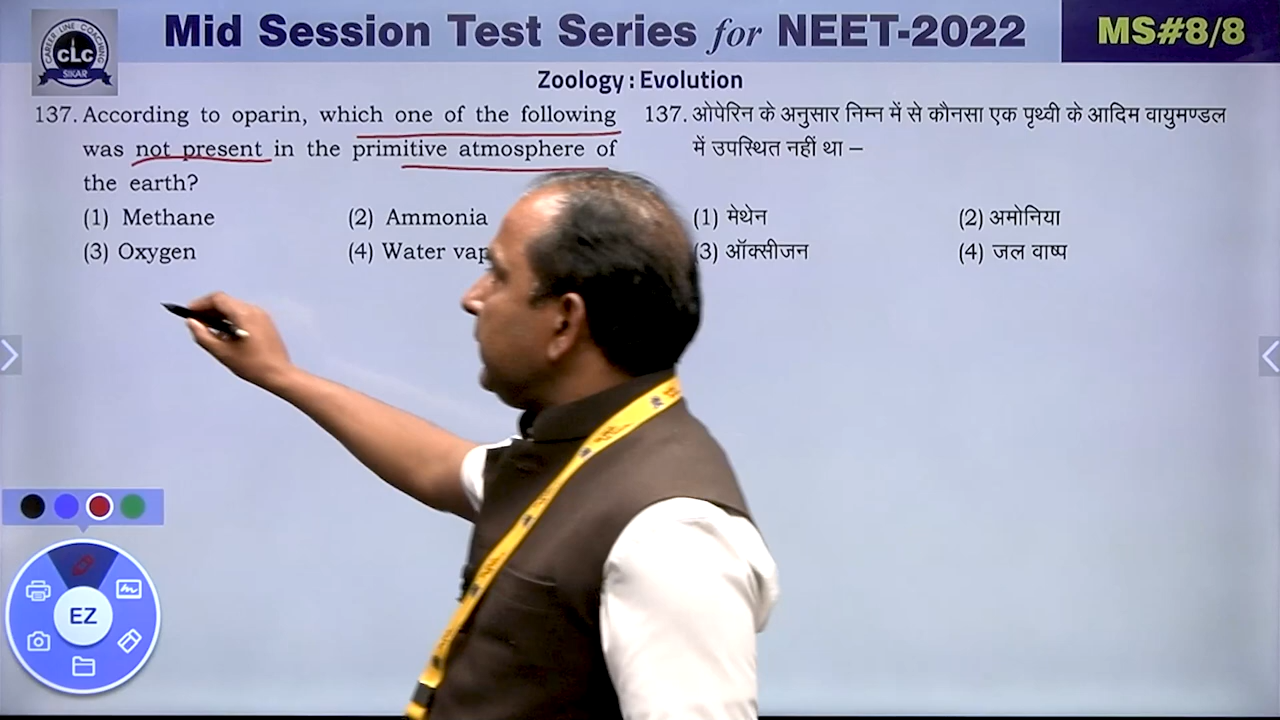 Mid Session Test Series for NEET-2022
MS#8/8
CAREER LINE COACHING
CLC
SIKAR
Zoology : Evolution
137. According to oparin, which one of the following
was not present in the primitive atmosphere of
the earth?
(1) Methane (2) Ammonia
(3) Oxygen (4) Water vap
137. ओपेरिन के अनुसार निम्न में से कौनसा एक पृथ्वी के आदिम वायुमण्डल
में उपस्थित नहीं था –
(1) मेथेन (2) अमोनिया
(3) ऑक्सीजन (4) जल वाष्प
EZ